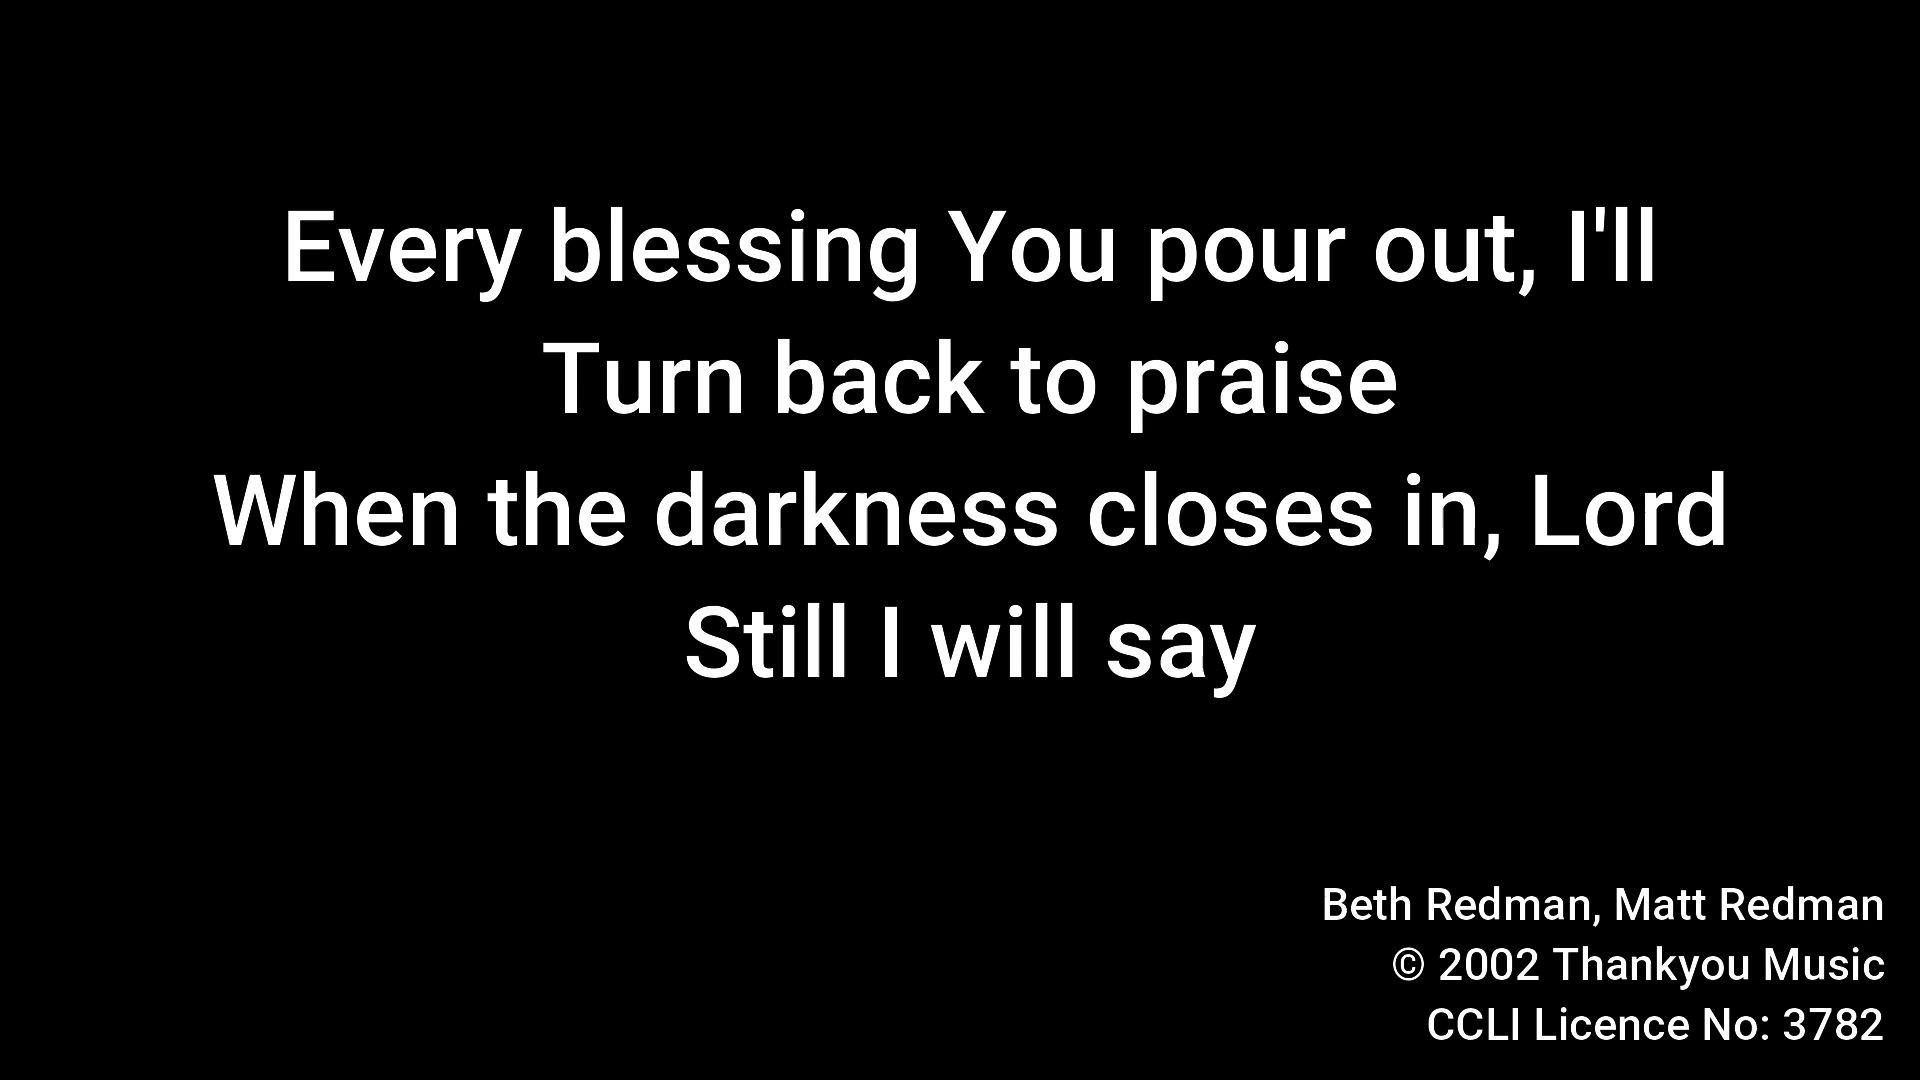 Every blessing You pour out, I'll
Turn back to praise
When the darkness closes in, Lord
Still I will say
Beth Redman, Matt Redman
© 2002 Thankyou Music
CCLI Licence No: 3782